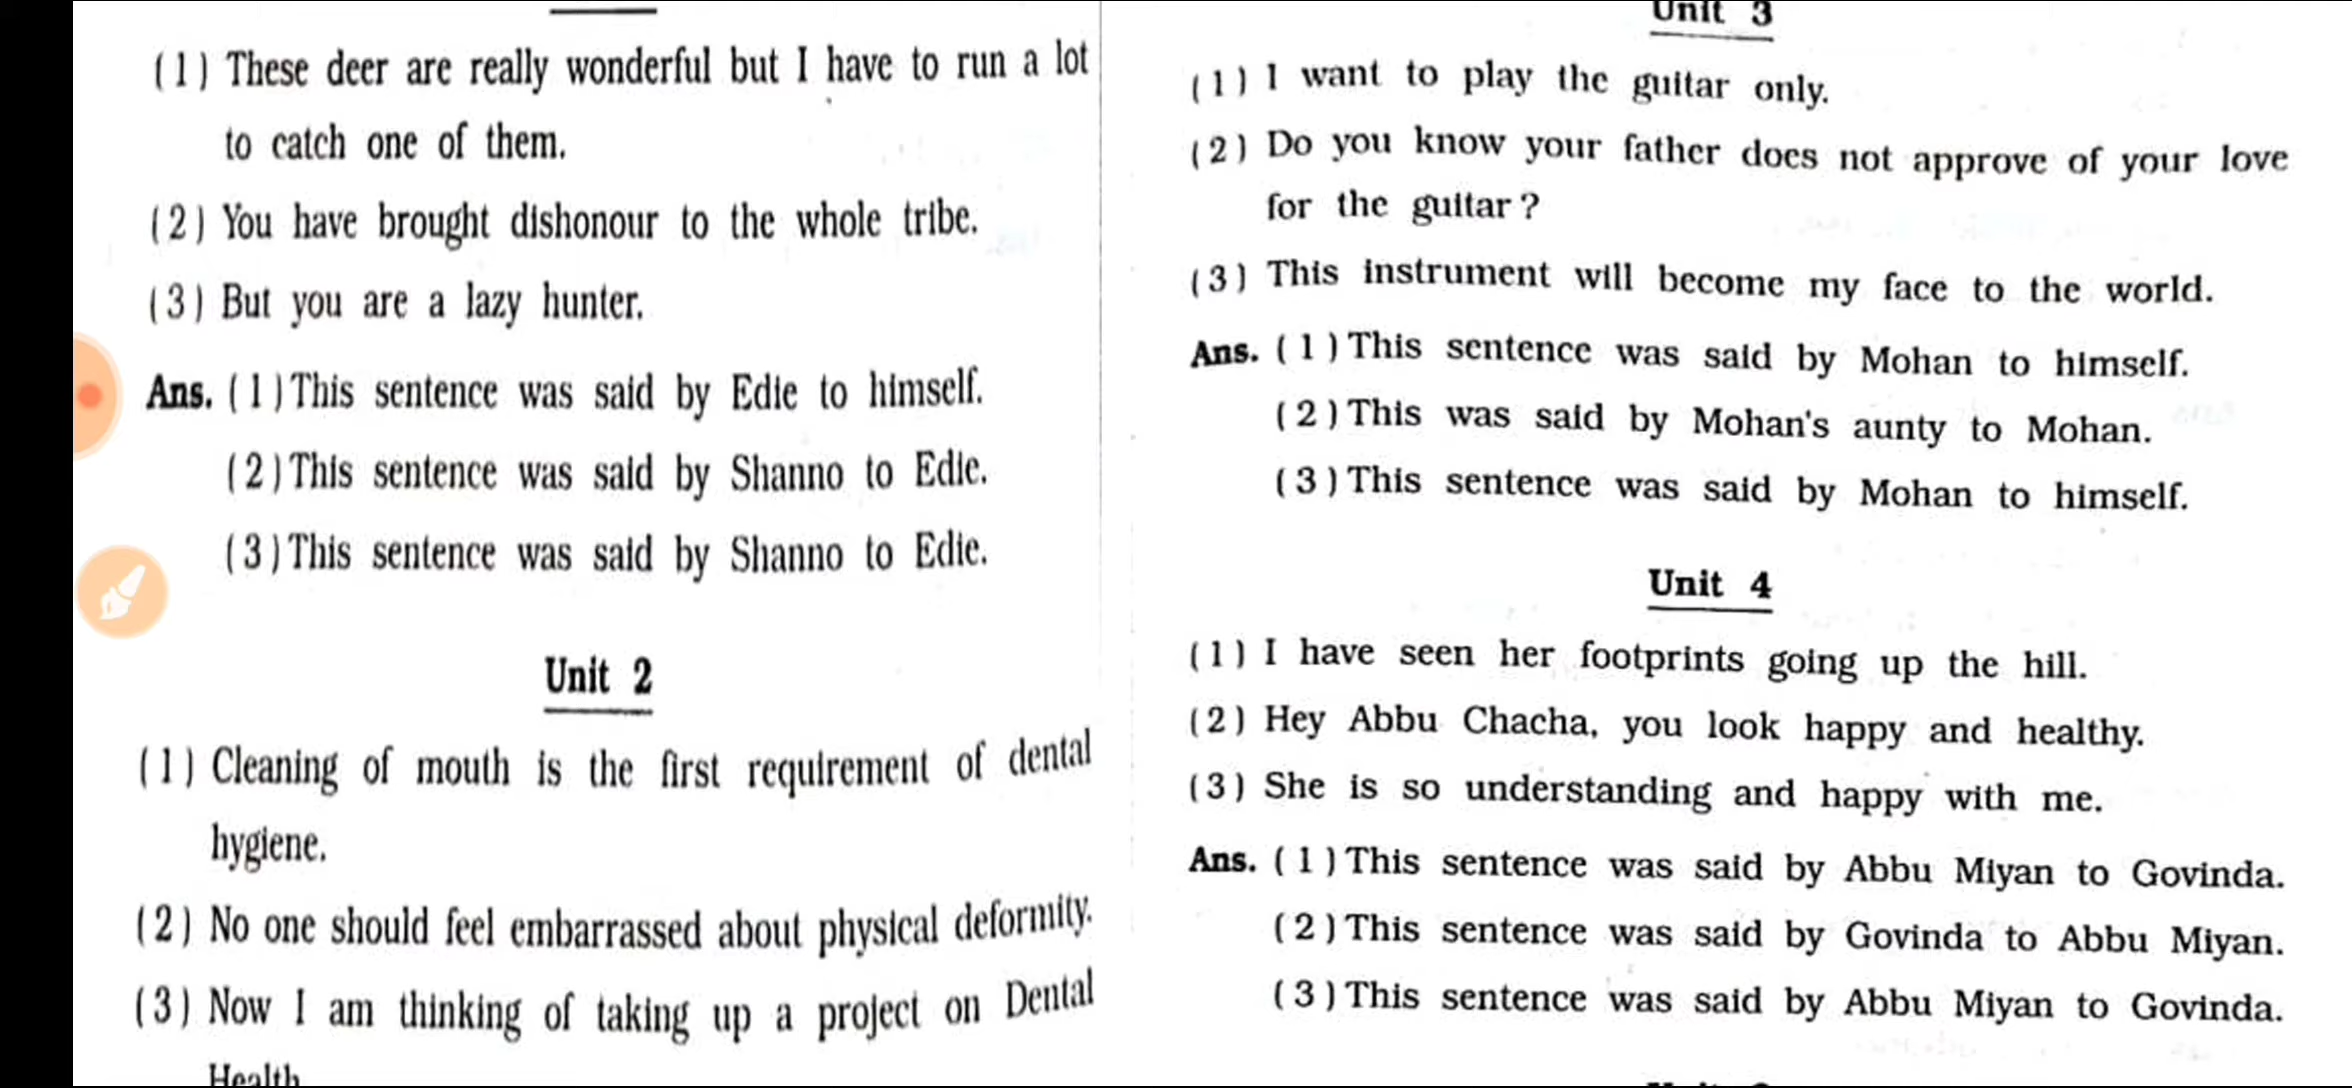 (1) These deer are really wonderful but I have to run a lot
to catch one of them.
(2) You have brought dishonour to the whole tribe.
(3) But you are a lazy hunter.
Ans. (1) This sentence was said by Edie to himself.
(2) This sentence was said by Shanno to Edie.
(3) This sentence was said by Shanno to Edie.
Unit 2
(1) Cleaning of mouth is the first requirement of dental
hygiene.
(2) No one should feel embarrassed about physical deformity.
(3) Now I am thinking of taking up a project on Dental
Health
Unit 3
(1) I want to play the guitar only.
(2) Do you know your father does not approve of your love
for the guitar?
(3) This instrument will become my face to the world.
Ans. (1) This sentence was said by Mohan to himself.
(2) This was said by Mohan's aunty to Mohan.
(3) This sentence was said by Mohan to himself.
Unit 4
(1) I have seen her footprints going up the hill.
(2) Hey Abbu Chacha, you look happy and healthy.
(3) She is so understanding and happy with me.
Ans. (1) This sentence was said by Abbu Miyan to Govinda.
(2) This sentence was said by Govinda to Abbu Miyan.
(3) This sentence was said by Abbu Miyan to Govinda.